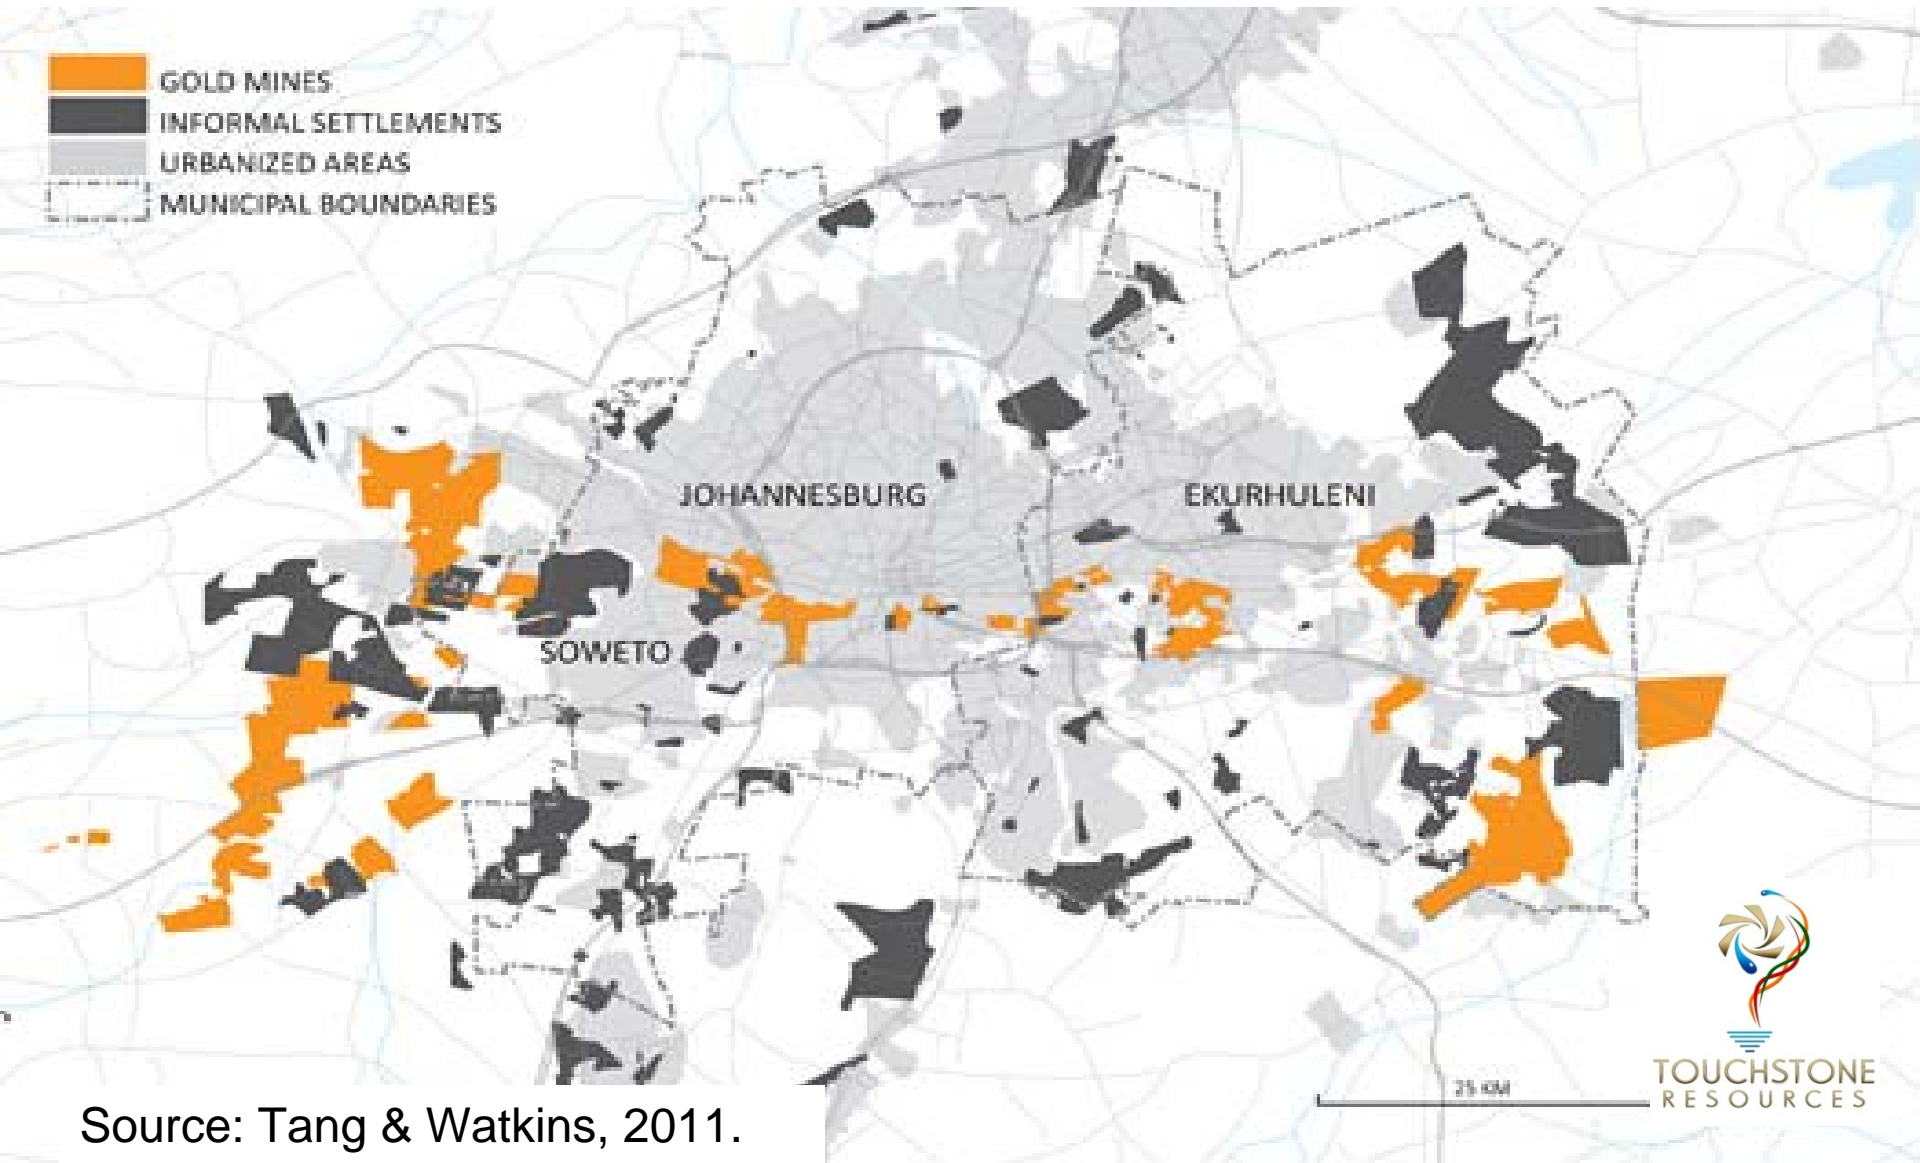 GOLD MINES
INFORMAL SETTLEMENTS
URBANIZED AREAS
MUNICIPAL BOUNDARIES
JOHANNESBURG
EKURHULENI
SOWETO
25 KM
TOUCHSTONE
RESOURCES
Source: Tang & Watkins, 2011.